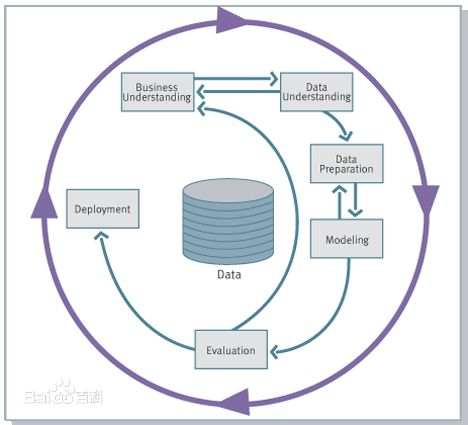 Business
Understanding
Data
Understanding
Data
Preparation
Modeling
Deployment
Data
Evaluation
Bai百科